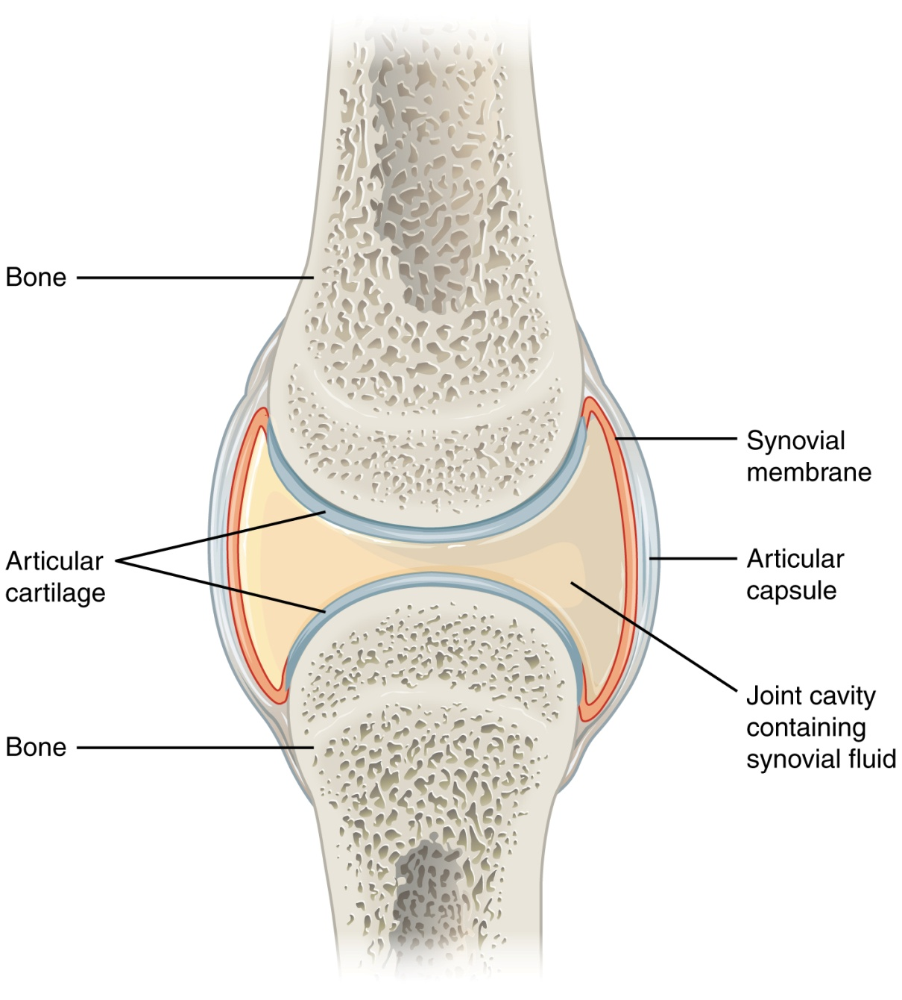 Bone
Synovial
membrane
Articular
cartilage
Articular
capsule
Joint cavity
containing
synovial fluid
Bone